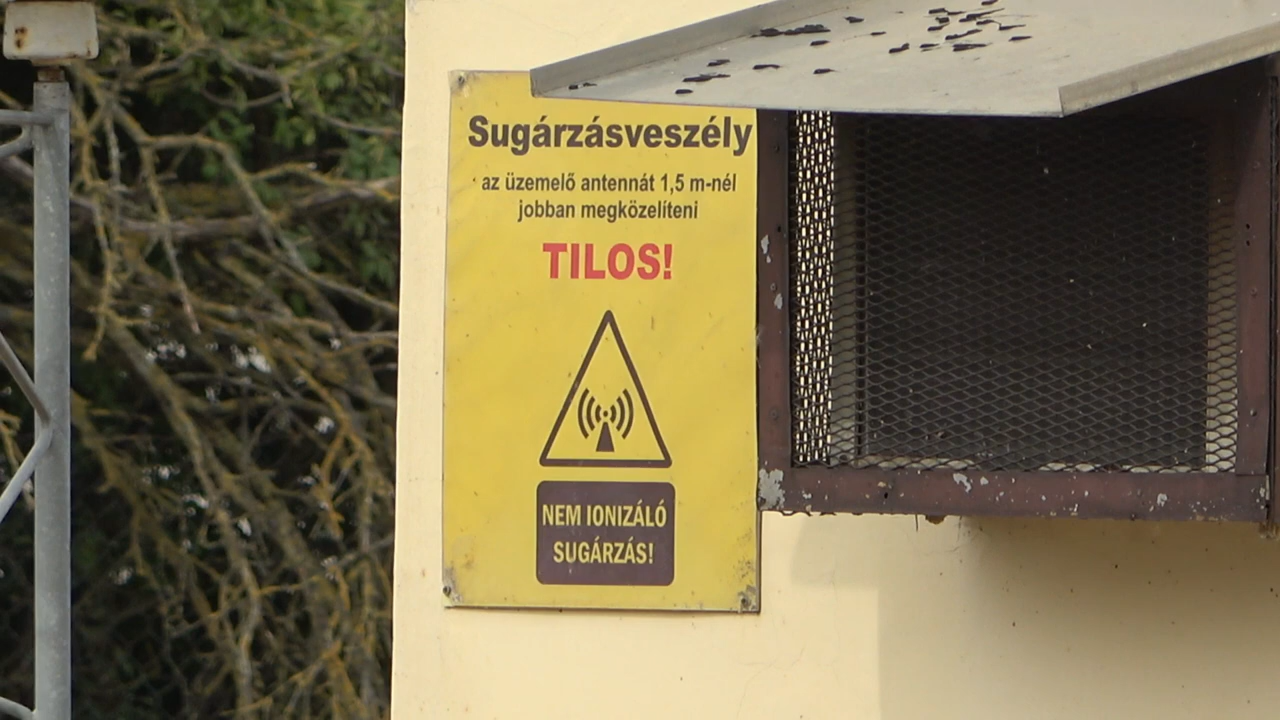 Sugárzásveszély
az üzemelő antennát 1,5 m-nél
jobban megközelíteni
TILOS!
NEM IONIZÁLÓ
SUGÁRZÁS!